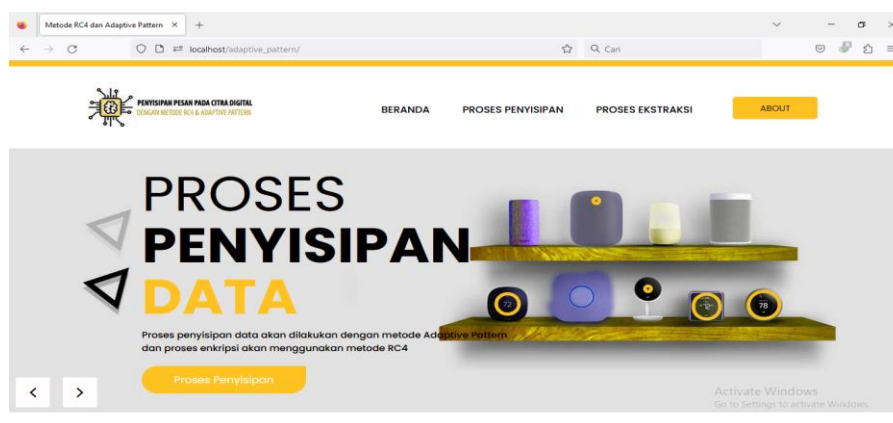 Metode RC4 dan Adaptive Pattern
localhost/adaptive_pattern/
Cari
PENYISIPAN PESAN PADA CITRA DIGITAL
DENGAN METODE RC4 & ADAPTIVE PATTERN
BERANDA PROSES PENYISIPAN PROSES EKSTRAKSI ABOUT
PROSES
PENYISIPAN
DATA
Proses penyisipan data akan dilakukan dengan metode Adaptive Pattern
dan proses enkripsi akan menggunakan metode RC4
Proses Penyisipan
72
78
Activate Windows
Go to Settings to activate Windows.